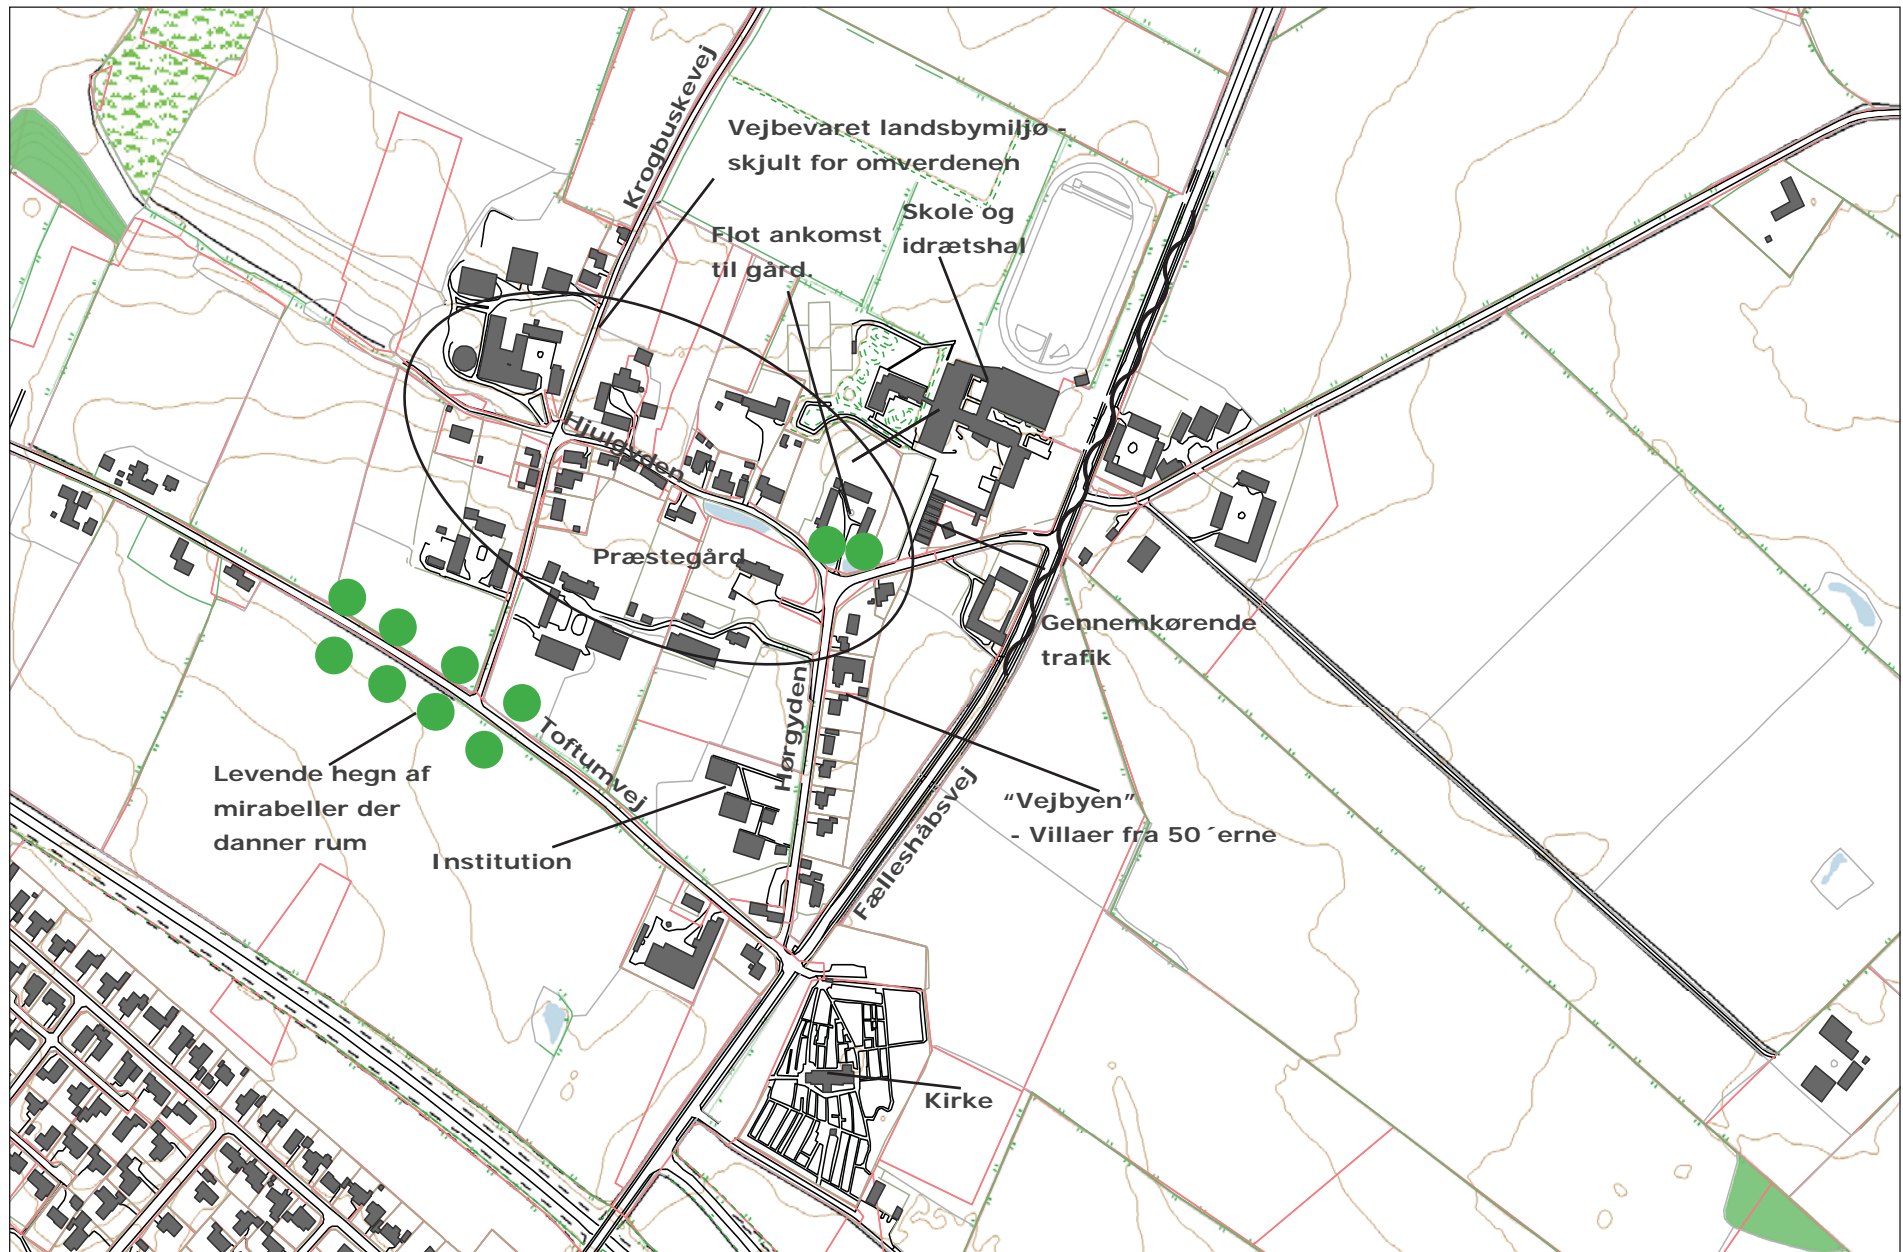 Krogbuskevej
Vejbevaret landsbymiljø -
skjult for omverdenen
Skole og
idrætshal
Flot ankomst
til gård.
Hjulgyden
Præstegård
Gennemkørende
trafik
Hørgyden
Toftumvej
Levende hegn af
mirabeller der
danner rum
Institution
Fælleshåbsvej
“Vejbyen”
- Villaer fra 50´erne
Kirke